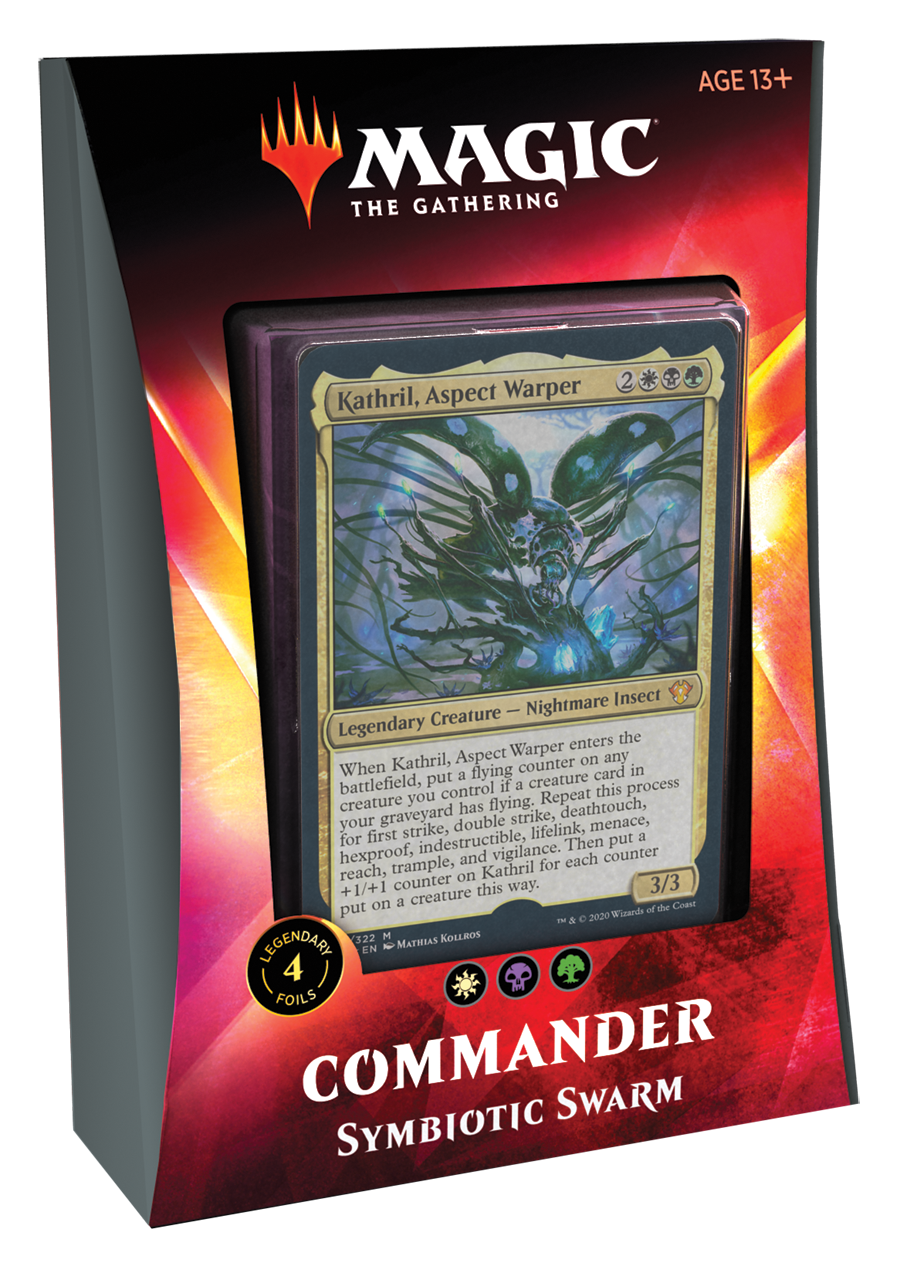 AGE 13+
MAGIC
THE GATHERING
Kathril, Aspect Warper 2
Legendary Creature — Nightmare Insect
When Kathril, Aspect Warper enters the
battlefield, put a flying counter on any
creature you control if a creature card in
your graveyard has flying. Repeat this process
for first strike, double strike, deathtouch,
hexproof, indestructible, lifelink, menace,
reach, trample, and vigilance. Then put a
+1/+1 counter on Kathril for each counter
put on a creature this way.
3/3
/322 M
EN Mathias Kollros
™ & © 2020 Wizards of the Coast
LEGENDARY
4
FOILS
COMMANDER
SYMBIOTIC SWARM